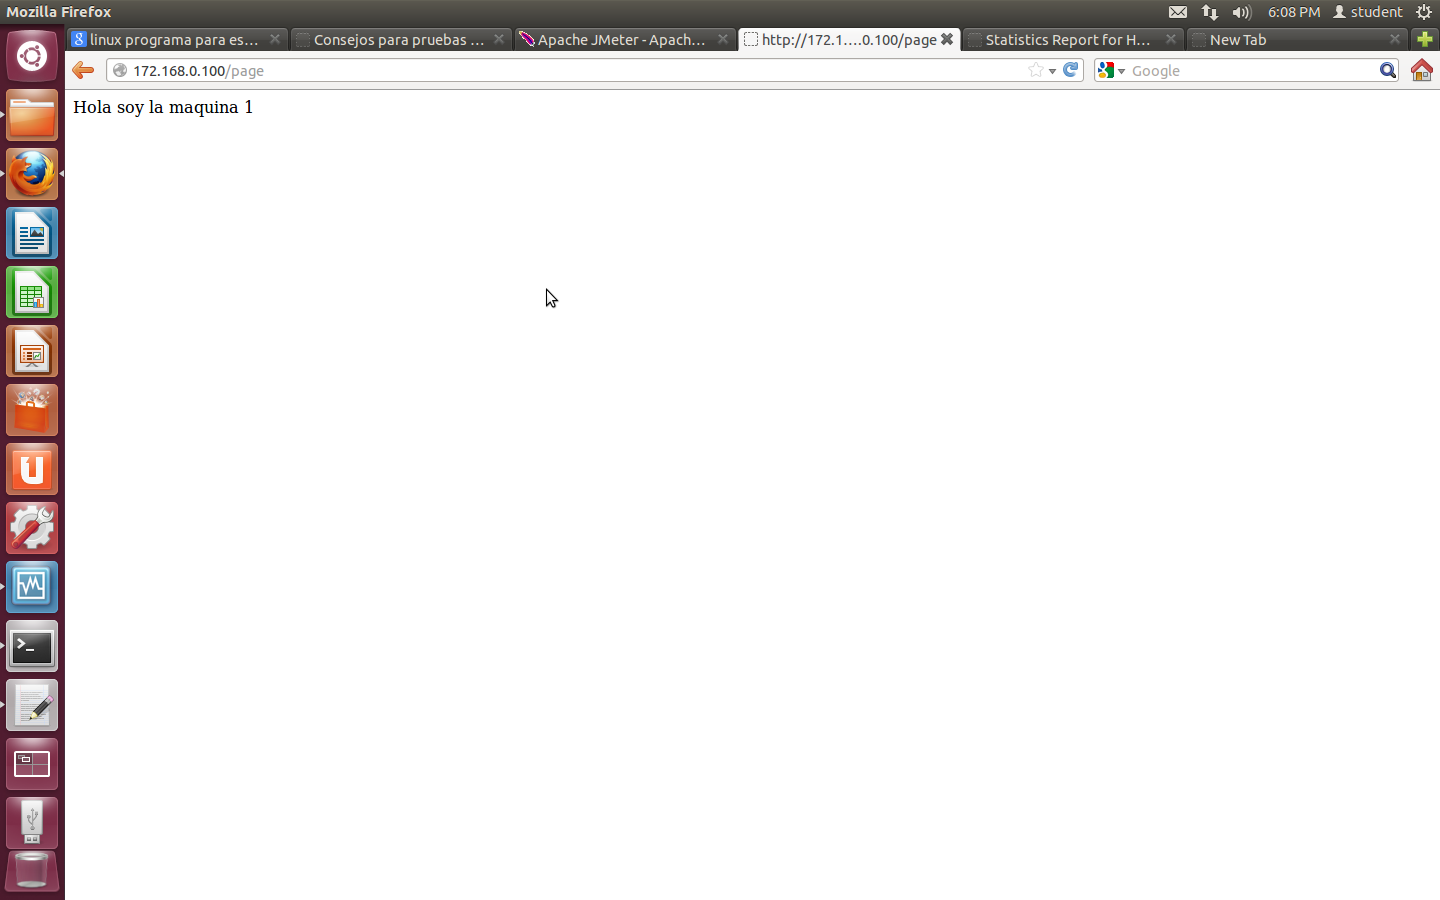 Mozilla Firefox
6:08 PM
student
linux programa para es...
Consejos para pruebas ...
Apache JMeter - Apach...
http://172.1....0.100/page
Statistics Report for H...
New Tab
172.168.0.100/page
Google
Hola soy la maquina 1